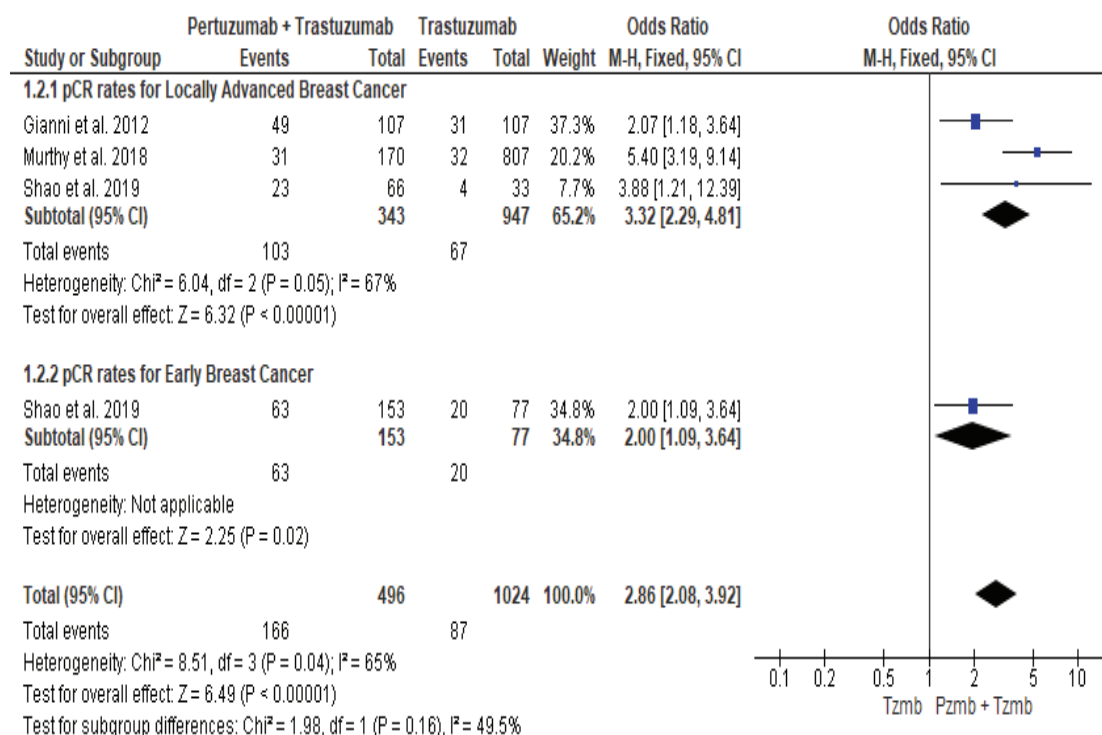 Pertuzumab + Trastuzumab Trastuzumab Odds Ratio Odds Ratio
Study or Subgroup Events Total Events Total Weight M-H, Fixed, 95% CI M-H, Fixed, 95% CI
1.2.1 pCR rates for Locally Advanced Breast Cancer
Gianni et al. 2012 49 107 31 107 37.3% 2.07 [1.18, 3.64]
Murthy et al. 2018 31 170 32 807 20.2% 5.40 [3.19, 9.14]
Shao et al. 2019 23 66 4 33 7.7% 3.88 [1.21, 12.39]
Subtotal (95% CI) 343 947 65.2% 3.32 [2.29, 4.81]
Total events 103 67
Heterogeneity: Chi² = 6.04, df = 2 (P = 0.05); I² = 67%
Test for overall effect: Z = 6.32 (P < 0.00001)
1.2.2 pCR rates for Early Breast Cancer
Shao et al. 2019 63 153 20 77 34.8% 2.00 [1.09, 3.64]
Subtotal (95% CI) 153 77 34.8% 2.00 [1.09, 3.64]
Total events 63 20
Heterogeneity: Not applicable
Test for overall effect: Z = 2.25 (P = 0.02)
Total (95% CI) 496 1024 100.0% 2.86 [2.08, 3.92]
Total events 166 87
Heterogeneity: Chi² = 8.51, df = 3 (P = 0.04); I² = 65%
Test for overall effect: Z = 6.49 (P < 0.00001)
Test for subgroup differences: Chi² = 1.98, df = 1 (P = 0.16), I² = 49.5%
0.1 0.2 0.5 1 2 5 10
Tzmb Pzmb + Tzmb